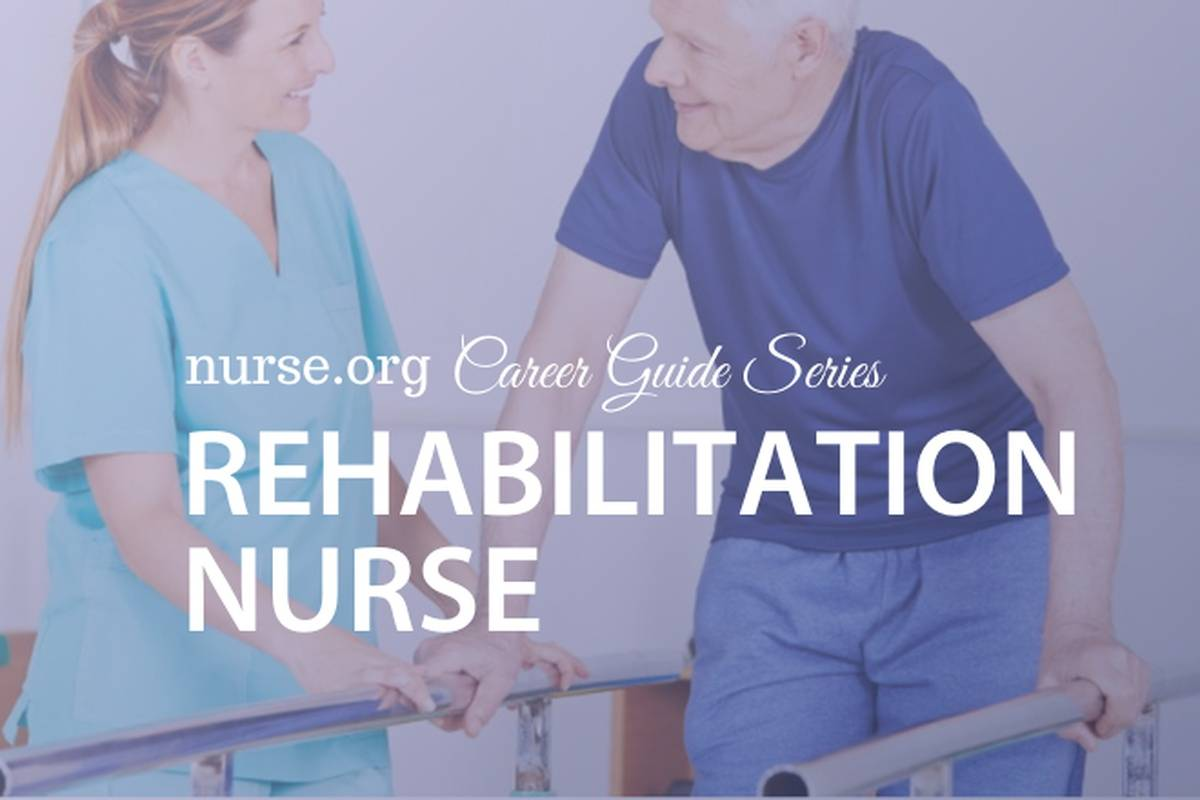 nurse.org Career Guide Series
REHABILITATION
NURSE